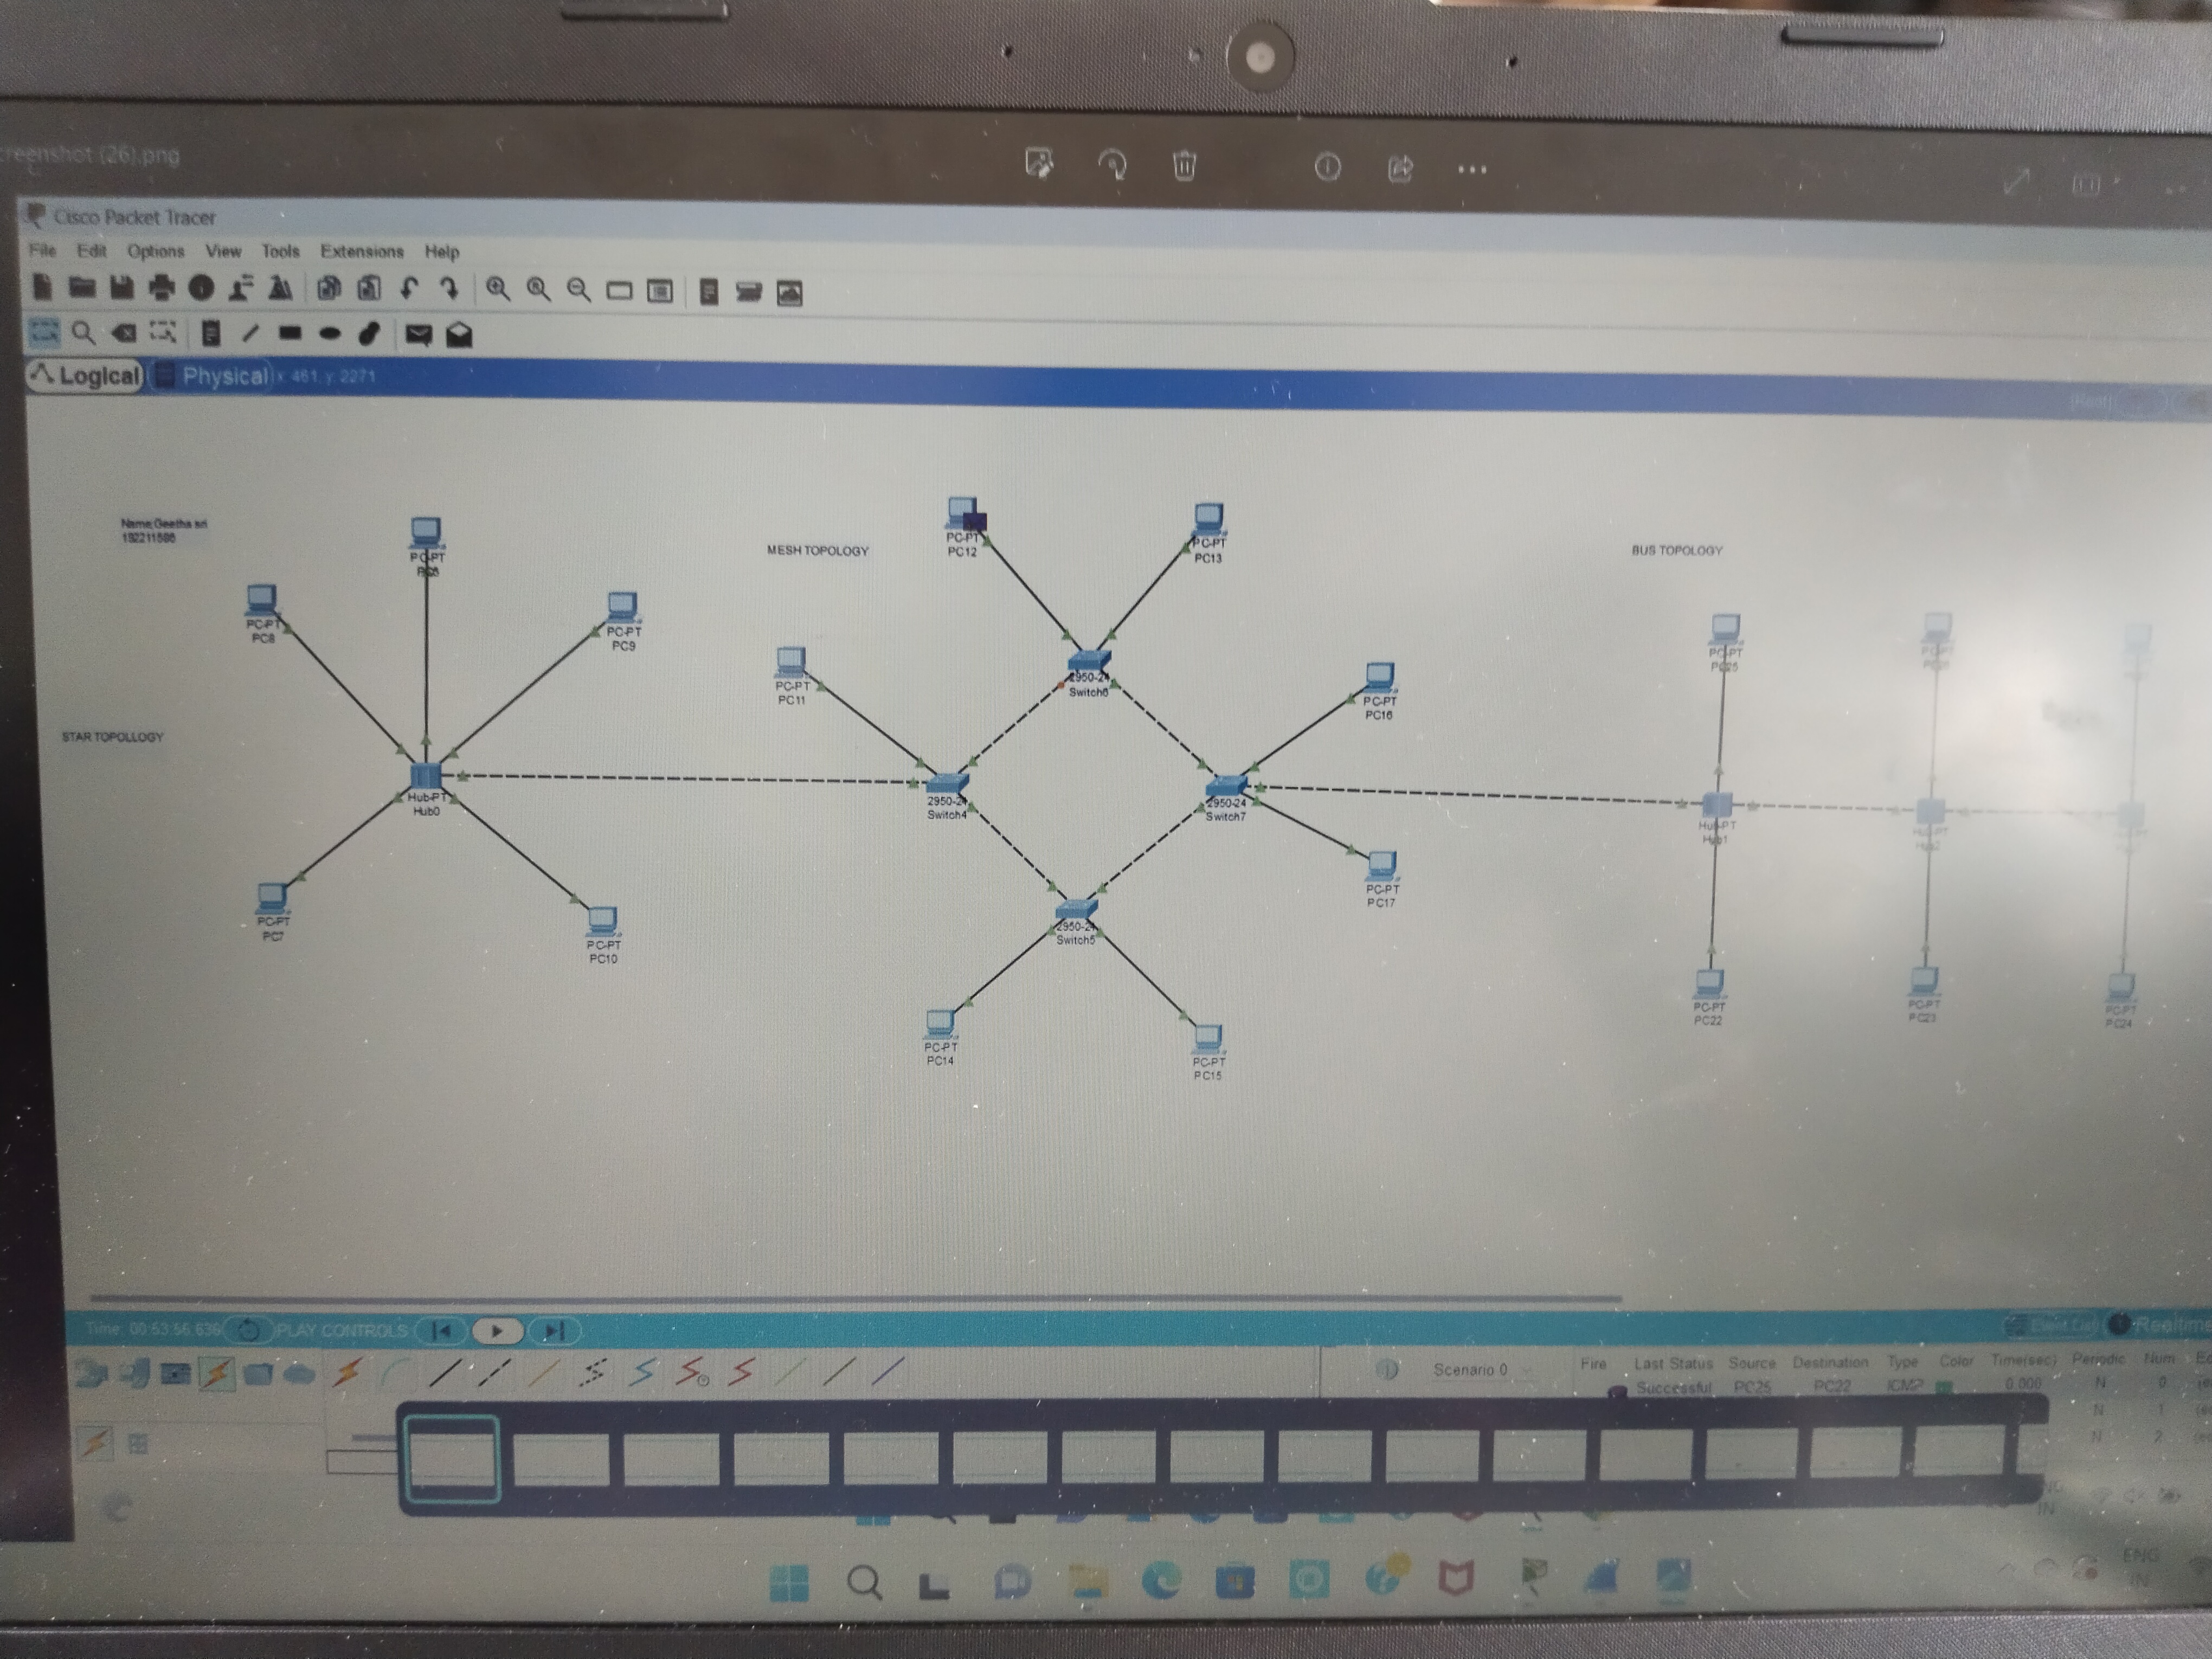 creenshot (26).png
Cisco Packet Tracer
File Edit Options View Tools Extensions Help
Logical Physical x: 461, y: 2271
[Root]
Name:Geetha sri
192211586
STAR TOPOLLOGY
MESH TOPOLOGY
BUS TOPOLOGY
PC-PT
PC8
PC-PT
PC-PT
PC9
Hub-PT
Hub0
PC-PT
PC7
PC-PT
PC10
PC-PT
PC12
PC-PT
PC13
PC-PT
PC11
2950-24
Switch6
PC-PT
PC16
2950-24
Switch4
2950-24
Switch7
PC-PT
PC17
2950-24
Switch5
PC-PT
PC14
PC-PT
PC15
PC-PT
PC25
Hub-PT
Hub1
PC-PT
PC22
PC-PT
PC23
PC-PT
PC24
Time: 00:53:56.636 PLAY CONTROLS:
Event List Realtime
Scenario 0
Fire Last Status Source Destination Type Color Time(sec) Periodic Num Ed
Successful PC25 PC22 ICMP 0.000 N 0
N 1
N 2
ENG
IN